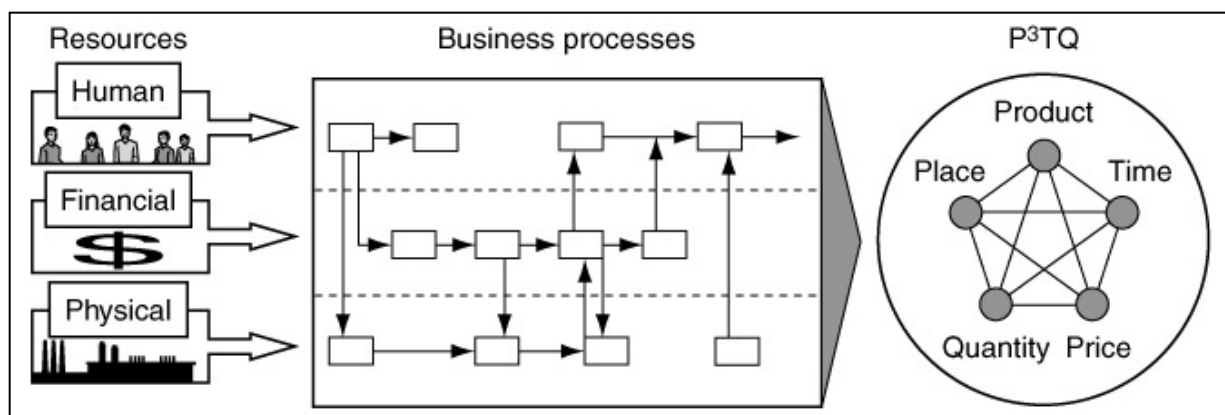 Resources
Business processes
P³TQ
Human
Financial
$
Physical
Product
Place
Time
Quantity
Price